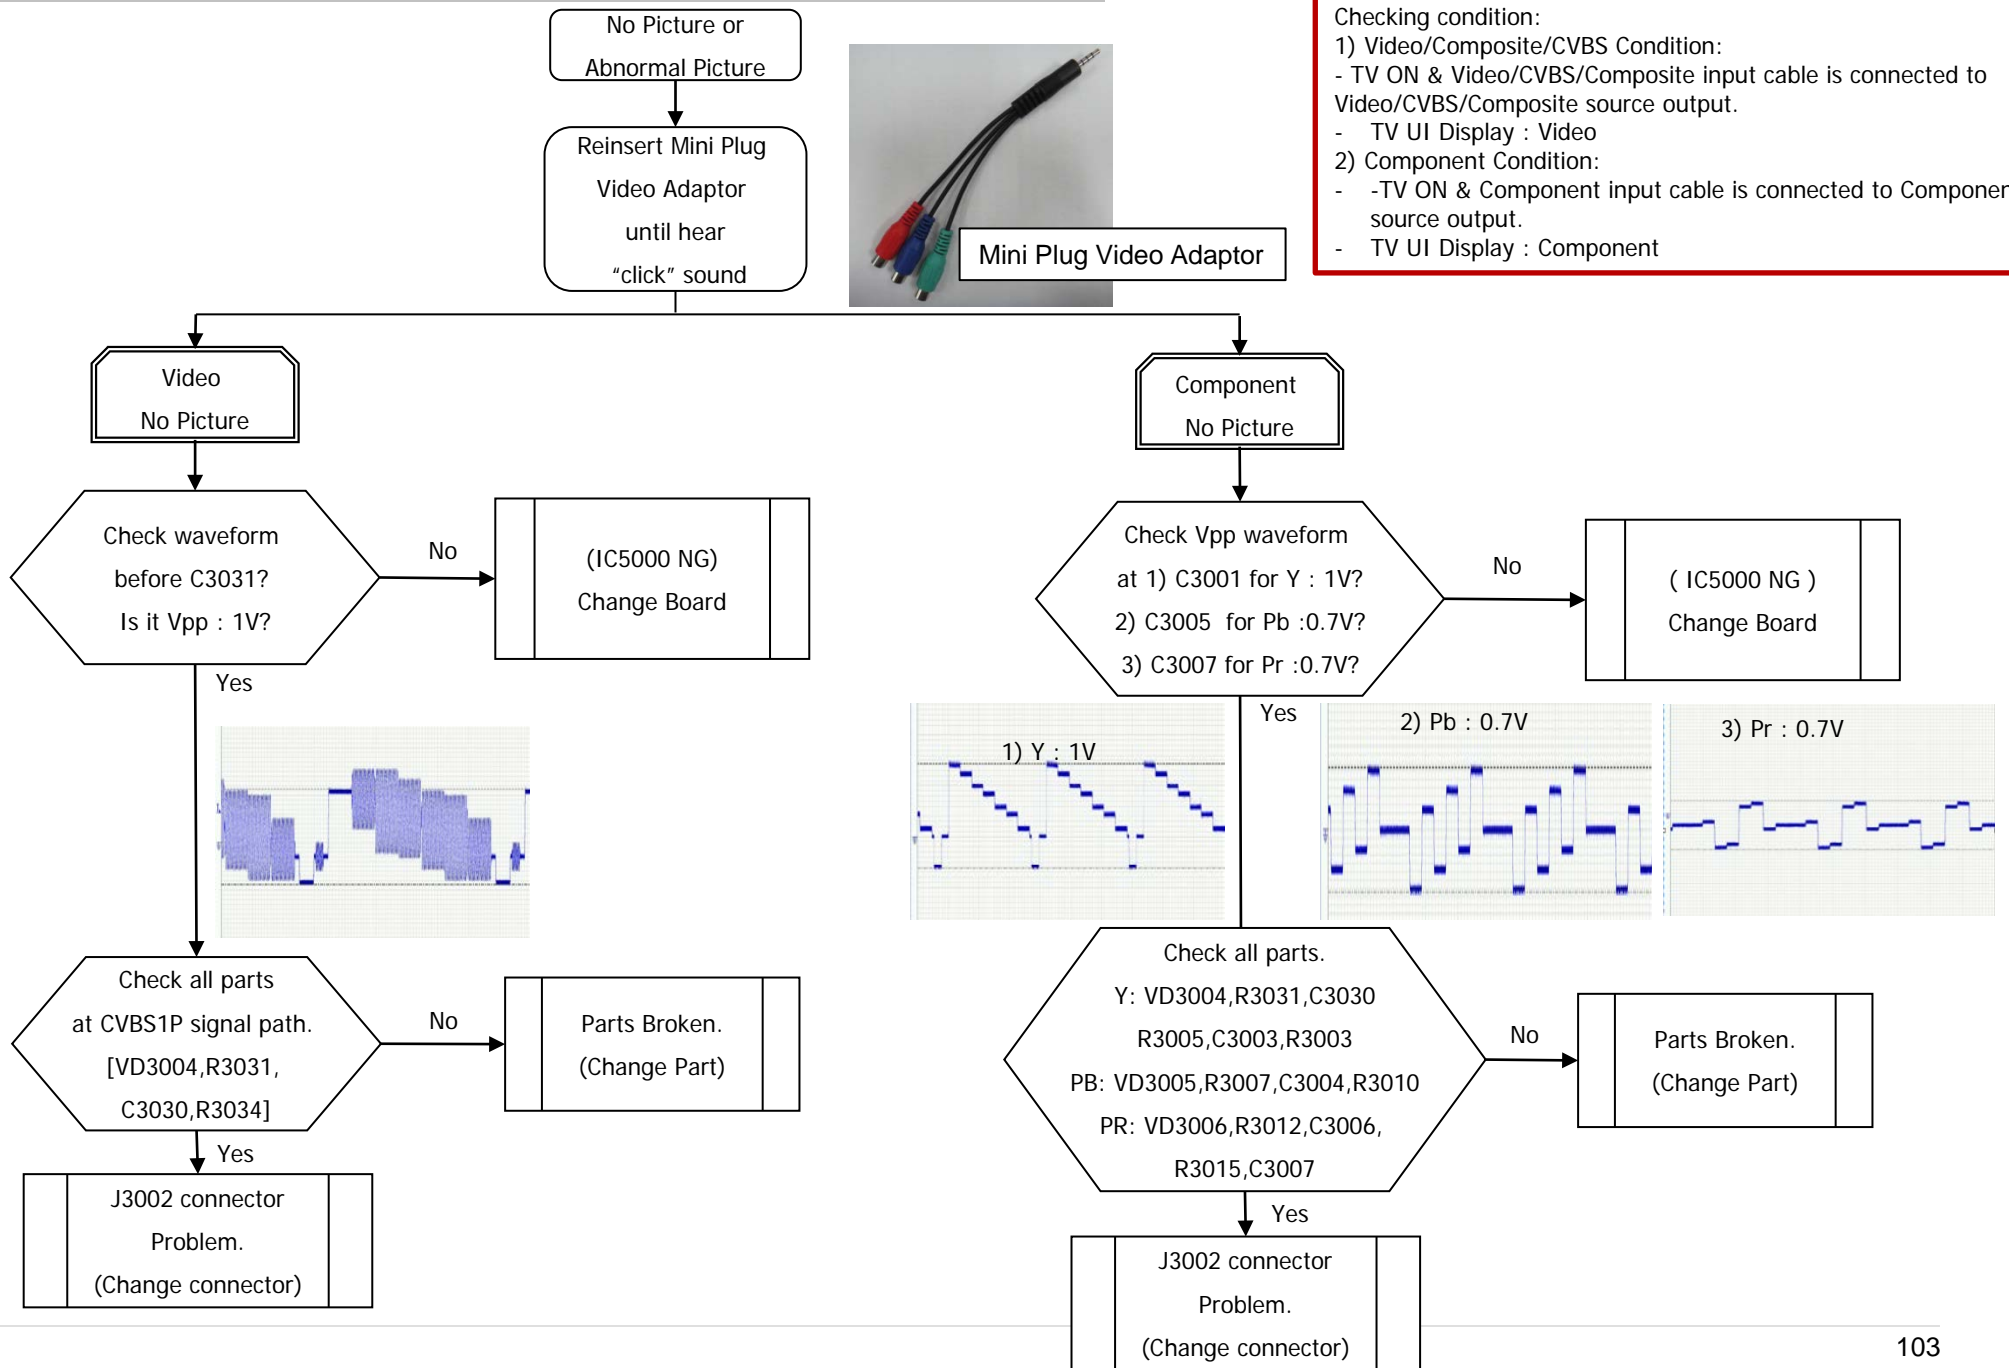 No Picture or
Abnormal Picture
Reinsert Mini Plug
Video Adaptor
until hear
“click” sound
Mini Plug Video Adaptor
Checking condition:
1) Video/Composite/CVBS Condition:
- TV ON & Video/CVBS/Composite input cable is connected to
Video/CVBS/Composite source output.
- TV UI Display : Video
2) Component Condition:
- -TV ON & Component input cable is connected to Componen
source output.
- TV UI Display : Component
Video
No Picture
Check waveform
before C3031?
Is it Vpp : 1V?
No
(IC5000 NG)
Change Board
Yes
Check all parts
at CVBS1P signal path.
[VD3004,R3031,
C3030,R3034]
No
Parts Broken.
(Change Part)
Yes
J3002 connector
Problem.
(Change connector)
Component
No Picture
Check Vpp waveform
at 1) C3001 for Y : 1V?
2) C3005 for Pb :0.7V?
3) C3007 for Pr :0.7V?
No
( IC5000 NG )
Change Board
Yes
1) Y : 1V
2) Pb : 0.7V
3) Pr : 0.7V
Check all parts.
Y: VD3004,R3031,C3030
R3005,C3003,R3003
PB: VD3005,R3007,C3004,R3010
PR: VD3006,R3012,C3006,
R3015,C3007
No
Parts Broken.
(Change Part)
Yes
J3002 connector
Problem.
(Change connector)
103